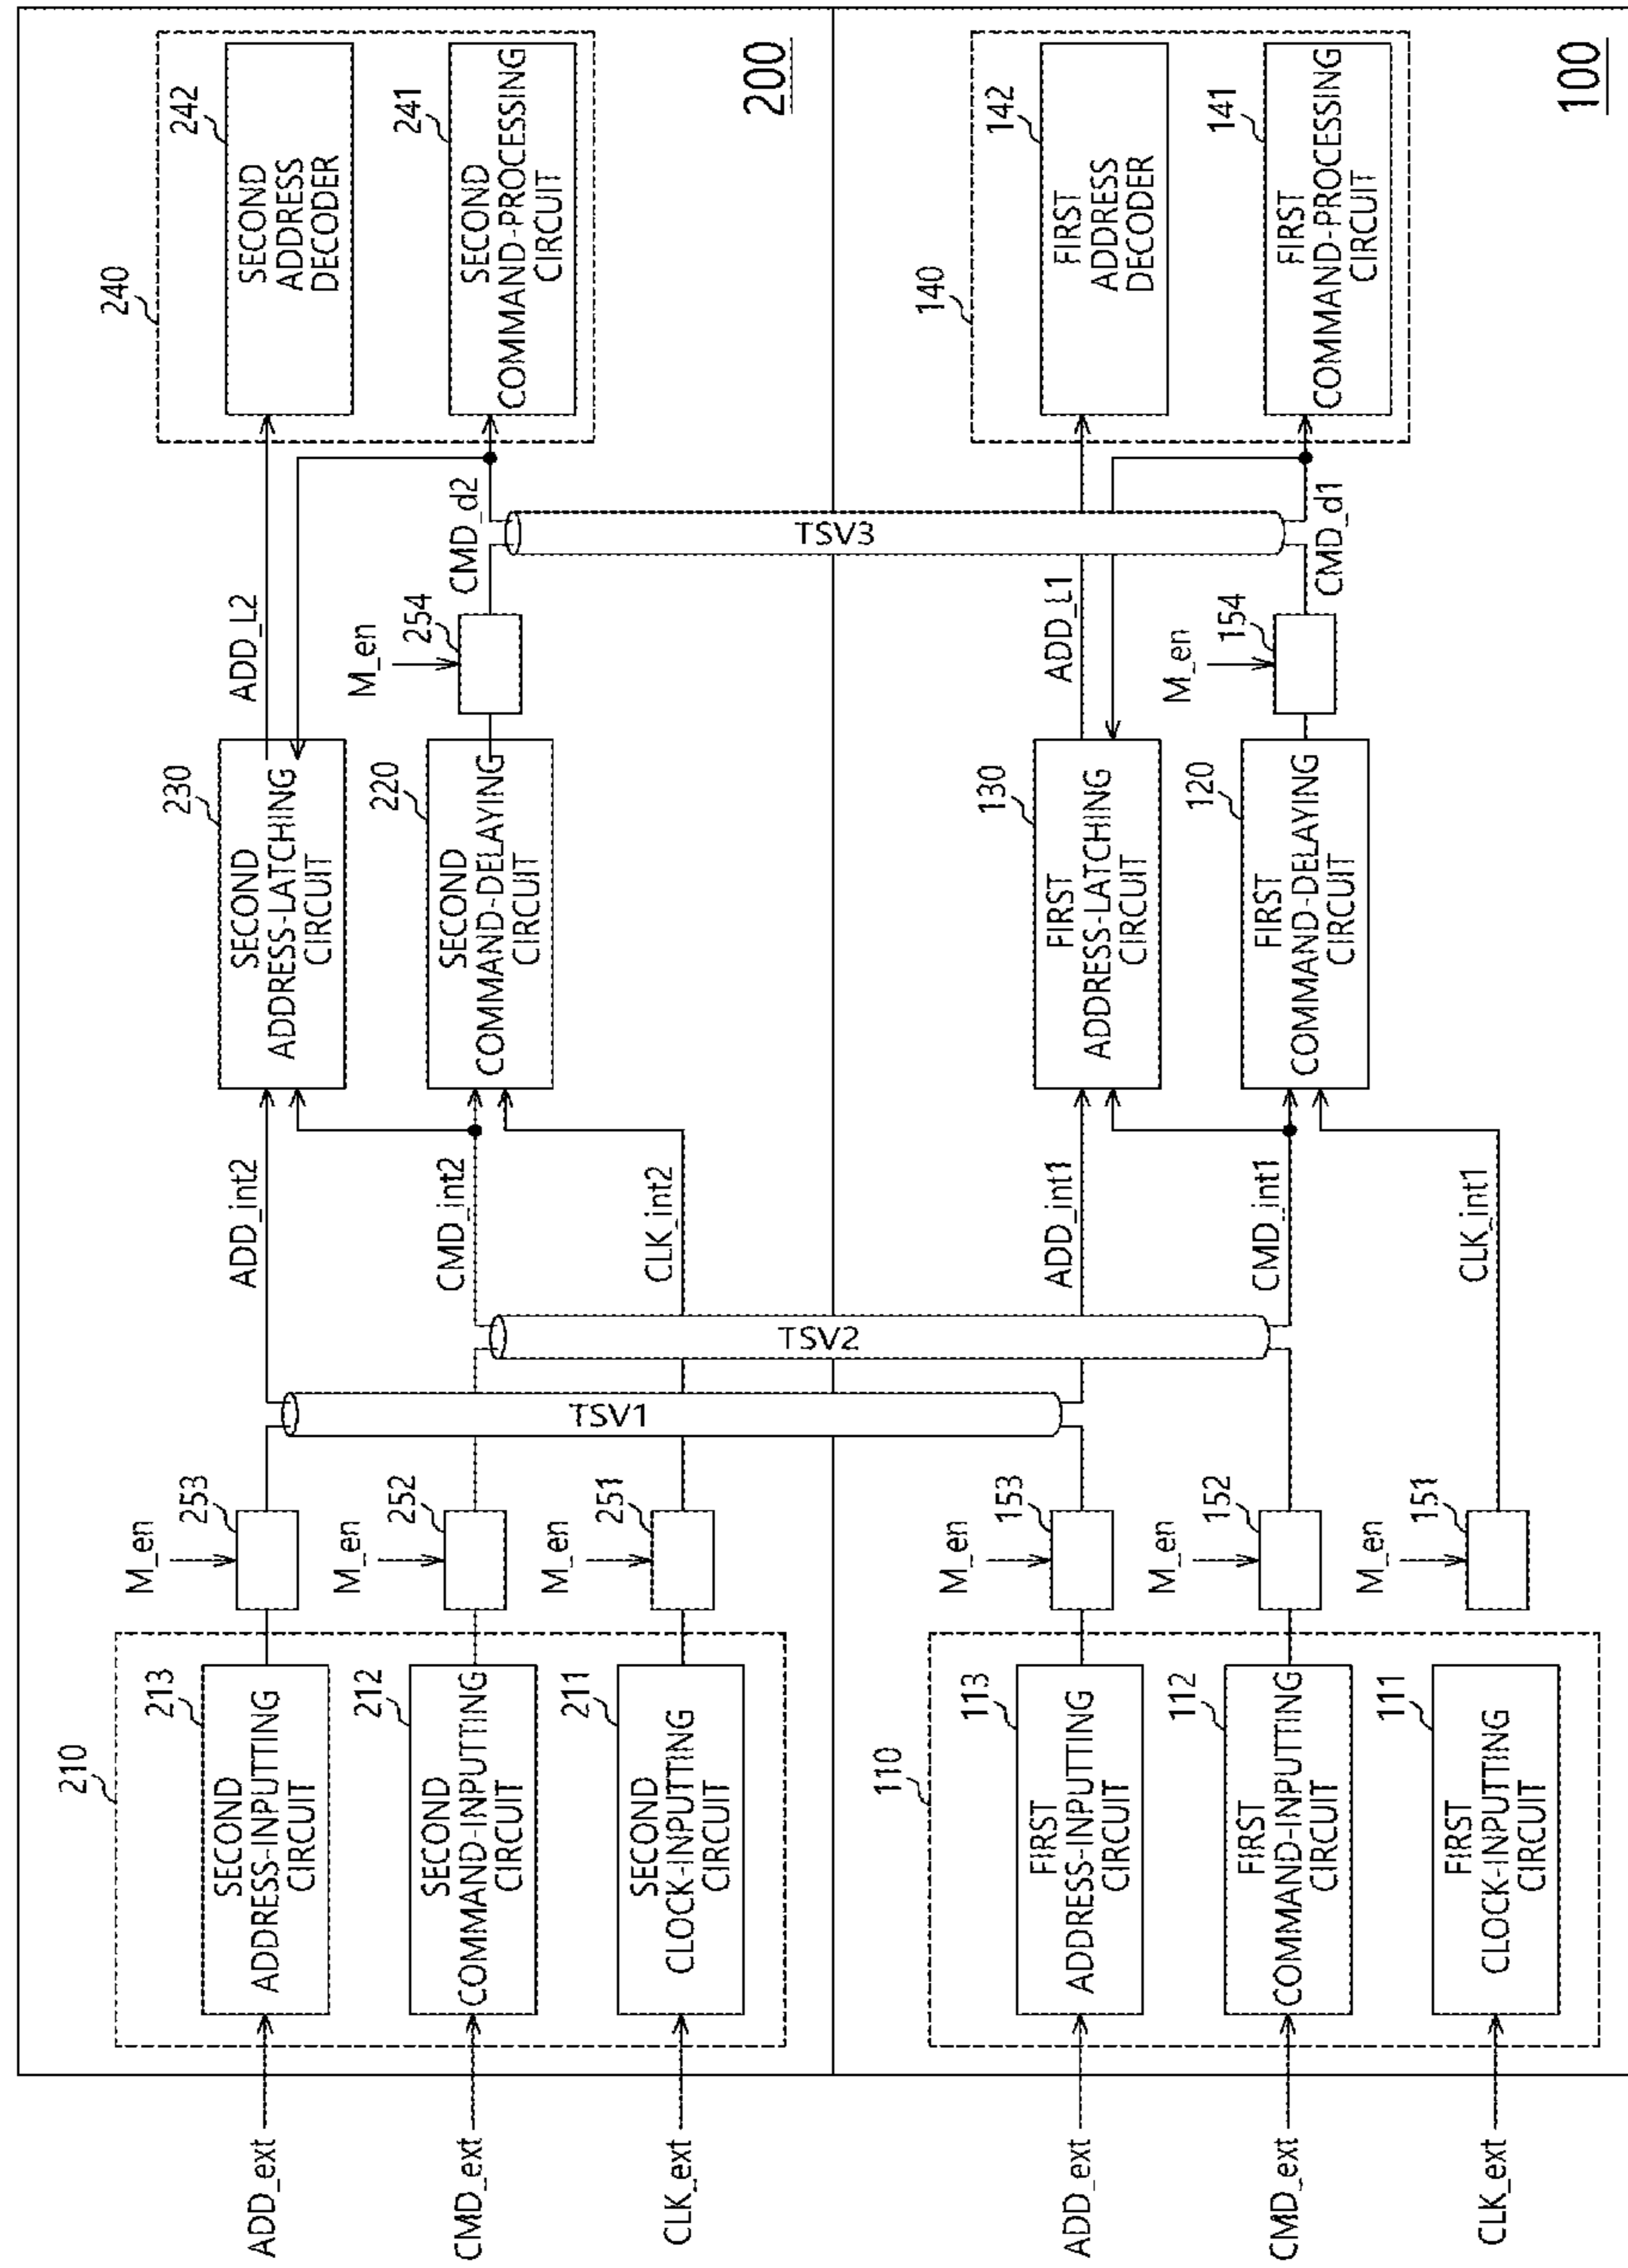 ADD_ext
CMD_ext
CLK_ext
210
SECOND
ADDRESS-INPUTTING
CIRCUIT
213
SECOND
COMMAND-INPUTTING
CIRCUIT
212
SECOND
CLOCK-INPUTTING
CIRCUIT
211
M_en
253
M_en
252
M_en
251
TSV1
TSV2
ADD_int2
CMD_int2
CLK_int2
SECOND
ADDRESS-LATCHING
CIRCUIT
230
SECOND
COMMAND-DELAYING
CIRCUIT
220
M_en
254
ADD_L2
CMD_d2
TSV3
240
SECOND
ADDRESS
DECODER
242
SECOND
COMMAND-PROCESSING
CIRCUIT
241
200
ADD_ext
CMD_ext
CLK_ext
110
FIRST
ADDRESS-INPUTTING
CIRCUIT
113
FIRST
COMMAND-INPUTTING
CIRCUIT
112
FIRST
CLOCK-INPUTTING
CIRCUIT
111
M_en
153
M_en
152
M_en
151
ADD_int1
CMD_int1
CLK_int1
FIRST
ADDRESS-LATCHING
CIRCUIT
130
FIRST
COMMAND-DELAYING
CIRCUIT
120
M_en
154
ADD_L1
CMD_d1
140
FIRST
ADDRESS
DECODER
142
FIRST
COMMAND-PROCESSING
CIRCUIT
141
100